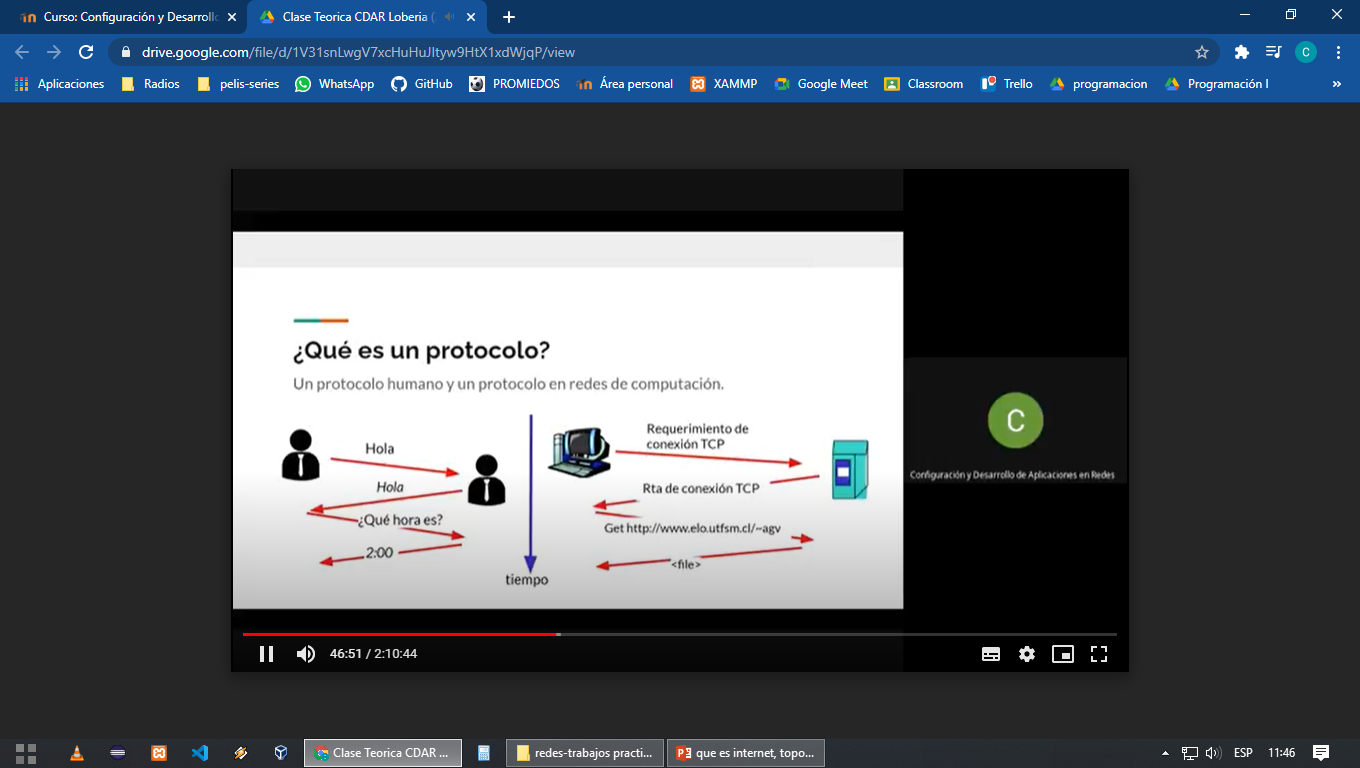 Curso: Configuración y Desarroll
Clase Teorica CDAR Loberia (
drive.google.com/file/d/1V31snLwgV7xcHuHuJItyw9HtX1xdWjqP/view
C
Aplicaciones
Radios
pelis-series
WhatsApp
GitHub
PROMIEDOS
Área personal
XAMMP
Google Meet
Classroom
Trello
programacion
Programación I
»
¿Qué es un protocolo?
Un protocolo humano y un protocolo en redes de computación.
Hola
Hola
¿Qué hora es?
2:00
tiempo
Requerimiento de
conexión TCP
Rta de conexión TCP
Get http://www.elo.utfsm.cl/~agv
<file>
C
Configuración y Desarrollo de Aplicaciones en Redes
46:51 / 2:10:44
Clase Teorica CDAR ...
redes-trabajos practi...
que es internet, topo...
ESP
11:46